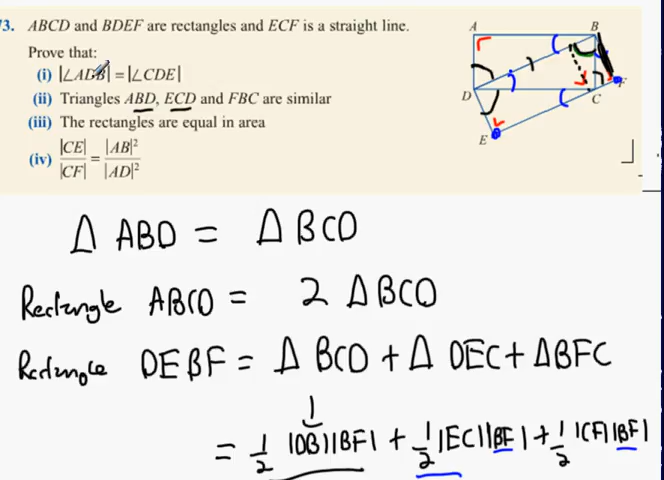 73. ABCD and BDEF are rectangles and ECF is a straight line.
Prove that:
(i) |∠ADB| = |∠CDE|
(ii) Triangles ABD, ECD and FBC are similar
(iii) The rectangles are equal in area
(iv) |CE| / |CF| = |AB|² / |AD|²
A B
D C F
E
Δ ABD = Δ BCD
Rectangle ABCD = 2 Δ BCD
Rectangle DEBF = Δ BCD + Δ DEC + Δ BFC
= 1/2 |DB||BF| + 1/2 |EC||BF| + 1/2 |CF||BF|